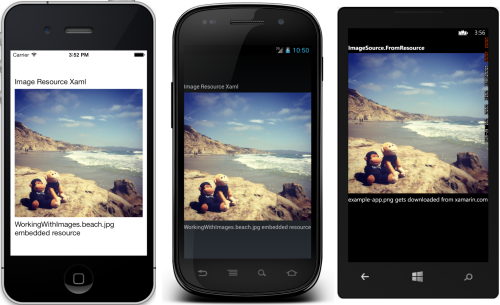 Carrier 3:52 PM
Image Resource Xaml
WorkingWithImages.beach.jpg
embedded resource
10:50
Image Resource Xaml
WorkingWithImages.beach.jpg embedded resource
3:56
ImageSource.FromResource
example-app.png gets downloaded from xamarin.com